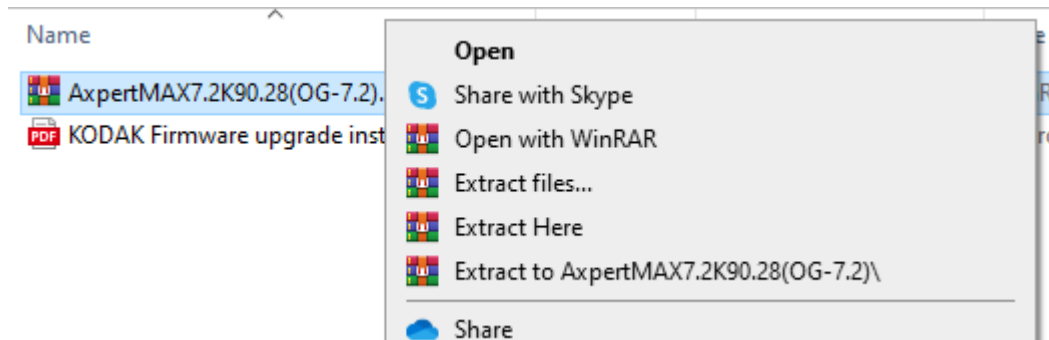 Name
Open
AxpertMAX7.2K90.28(OG-7.2).
Share with Skype
PDF KODAK Firmware upgrade inst
Open with WinRAR
Extract files...
Extract Here
Extract to AxpertMAX7.2K90.28(OG-7.2)\
Share